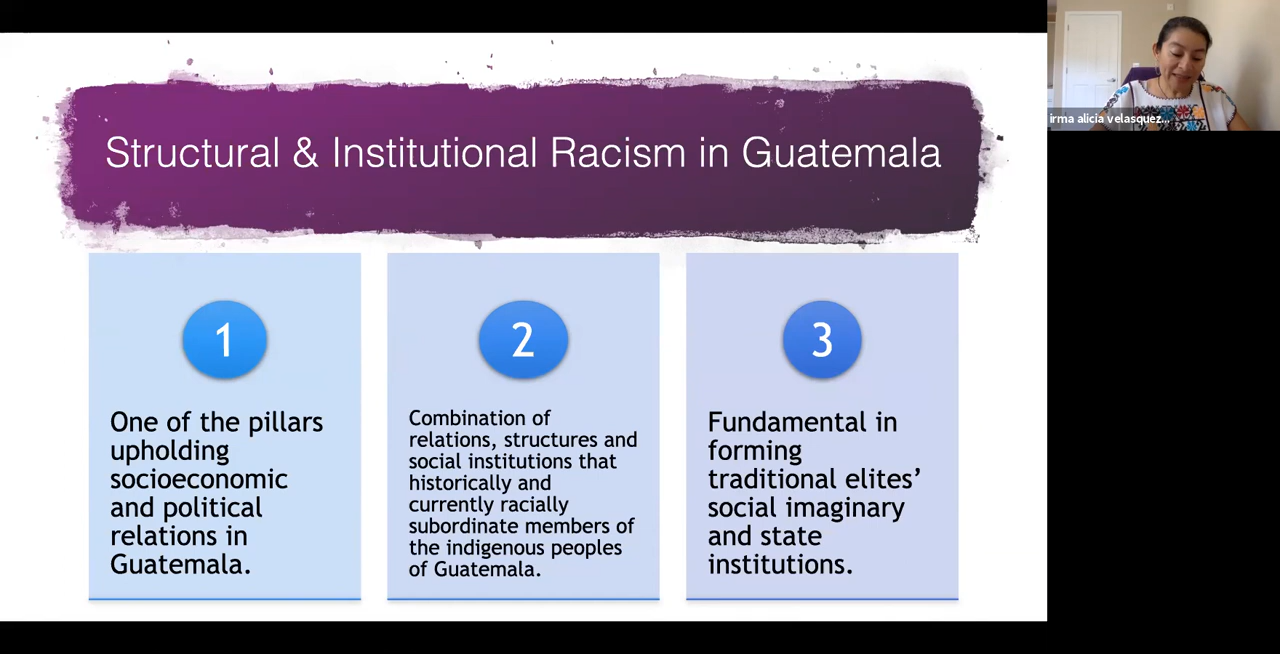 Structural & Institutional Racism in Guatemala
irma alicia velasquez...
1
One of the pillars
upholding
socioeconomic
and political
relations in
Guatemala.
2
Combination of
relations, structures and
social institutions that
historically and
currently racially
subordinate members of
the indigenous peoples
of Guatemala.
3
Fundamental in
forming
traditional elites’
social imaginary
and state
institutions.